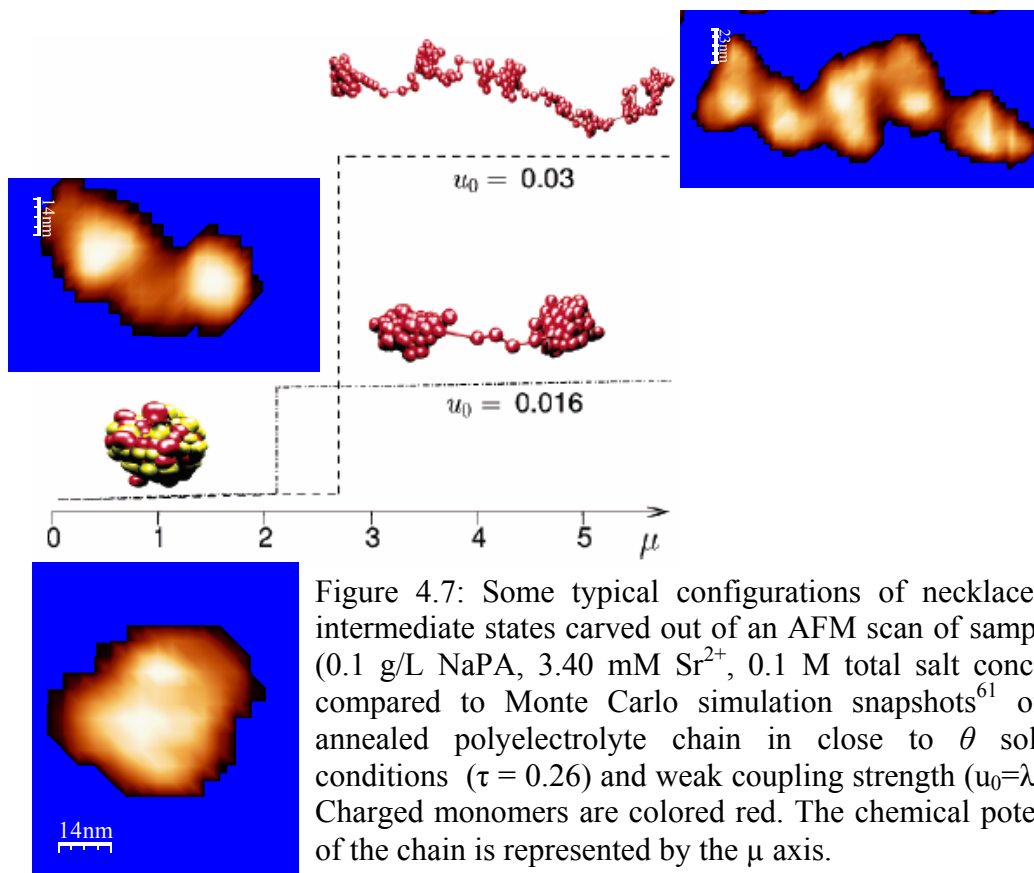 23nm
u₀ = 0.03
14nm
u₀ = 0.016
0 1 2 3 4 5 μ
14nm
Figure 4.7: Some typical configurations of necklace
intermediate states carved out of an AFM scan of samp
(0.1 g/L NaPA, 3.40 mM Sr²⁺, 0.1 M total salt conc
compared to Monte Carlo simulation snapshots⁶¹ o
annealed polyelectrolyte chain in close to θ sol
conditions (τ = 0.26) and weak coupling strength (u₀=λ
Charged monomers are colored red. The chemical pote
of the chain is represented by the μ axis.